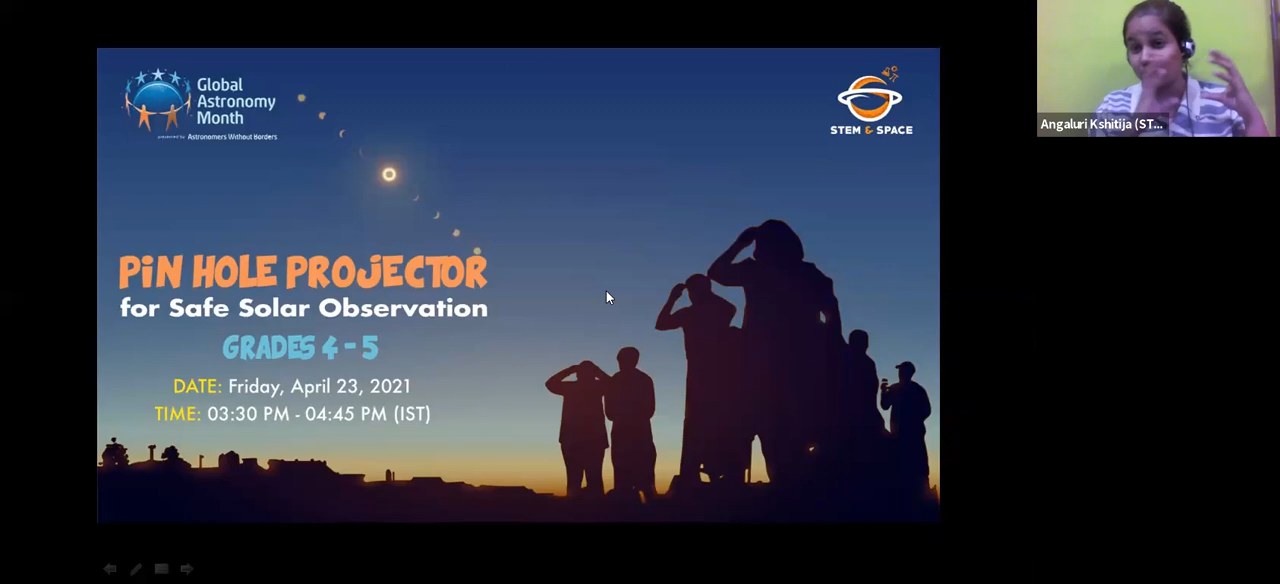 Global
Astronomy
Month
presented by Astronomers Without Borders
STEM & SPACE
PiN HOLE PROJECTOR
for Safe Solar Observation
GRADES 4 - 5
DATE: Friday, April 23, 2021
TIME: 03:30 PM - 04:45 PM (IST)
Angaluri Kshitija (ST...